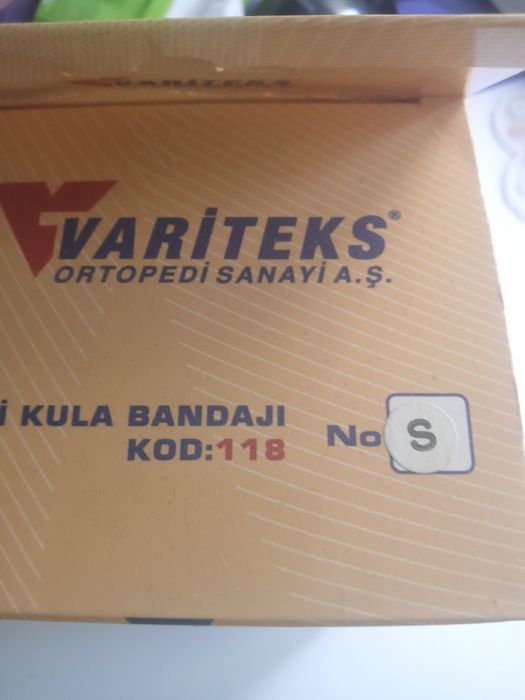 VARİTEKS
VARİTEKS®
ORTOPEDİ SANAYİ A.Ş.
İ KULA BANDAJI
KOD:118
No S